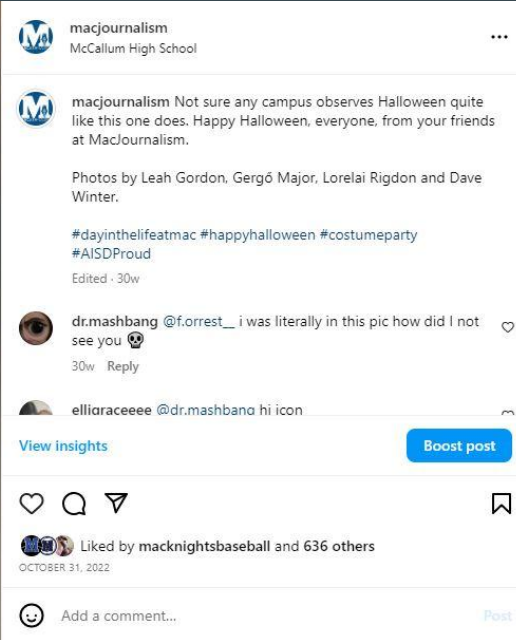 macjournalism
McCallum High School
macjournalism Not sure any campus observes Halloween quite
like this one does. Happy Halloween, everyone, from your friends
at MacJournalism.
Photos by Leah Gordon, Gergő Major, Lorelai Rigdon and Dave
Winter.
#dayinthelifeatmac #happyhalloween #costumeparty
#AISDProud
Edited · 30w
dr.mashbang @f.orrest__ i was literally in this pic how did I not
see you 💀
30w Reply
elligraceeee @dr.mashbang hi icon
View insights
Boost post
Liked by macknightsbaseball and 636 others
OCTOBER 31, 2022
Add a comment...
Post